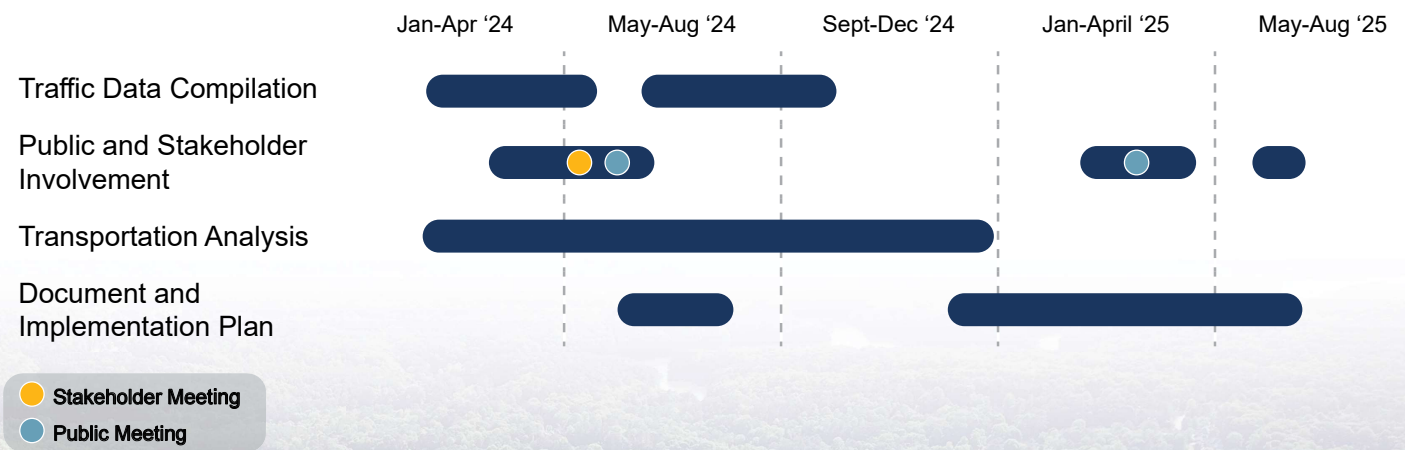 Jan-Apr ‘24
May-Aug ‘24
Sept-Dec ‘24
Jan-April ‘25
May-Aug ‘25
Traffic Data Compilation
Public and Stakeholder
Involvement
Transportation Analysis
Document and
Implementation Plan
Stakeholder Meeting
Public Meeting